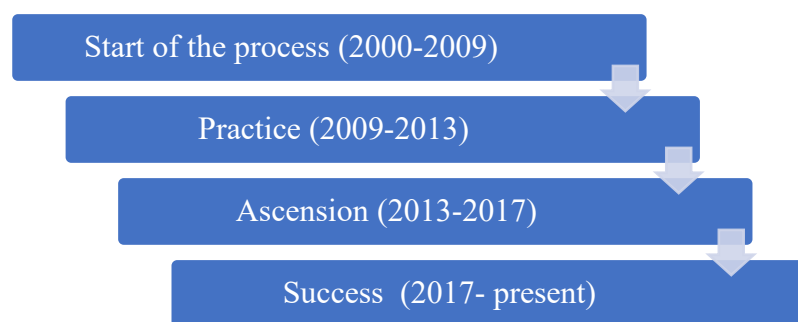 Start of the process (2000-2009)
Practice (2009-2013)
Ascension (2013-2017)
Success  (2017- present)